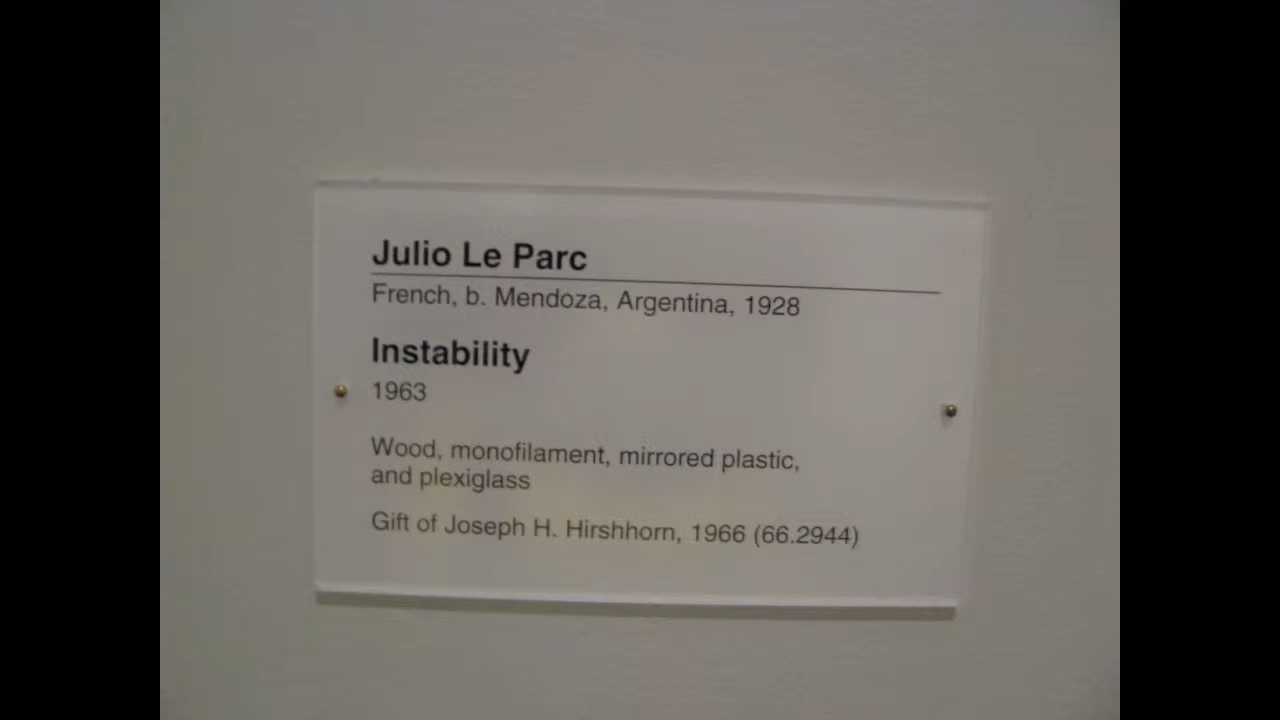 Julio Le Parc
French, b. Mendoza, Argentina, 1928
Instability
1963
Wood, monofilament, mirrored plastic,
and plexiglass
Gift of Joseph H. Hirshhorn, 1966 (66.2944)